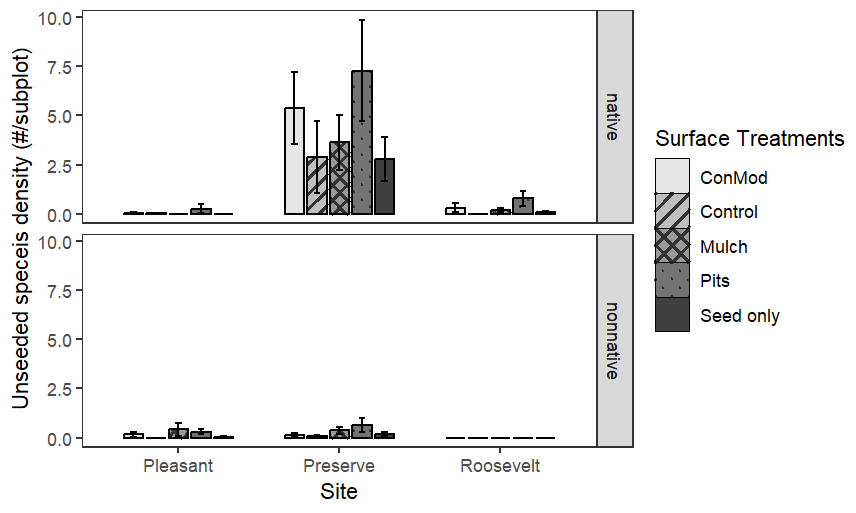 Unseeded speceis density (#/subplot)
10.0
7.5
5.0
2.5
0.0
native
10.0
7.5
5.0
2.5
0.0
nonnative
Pleasant Preserve Roosevelt
Site
Surface Treatments
ConMod
Control
Mulch
Pits
Seed only